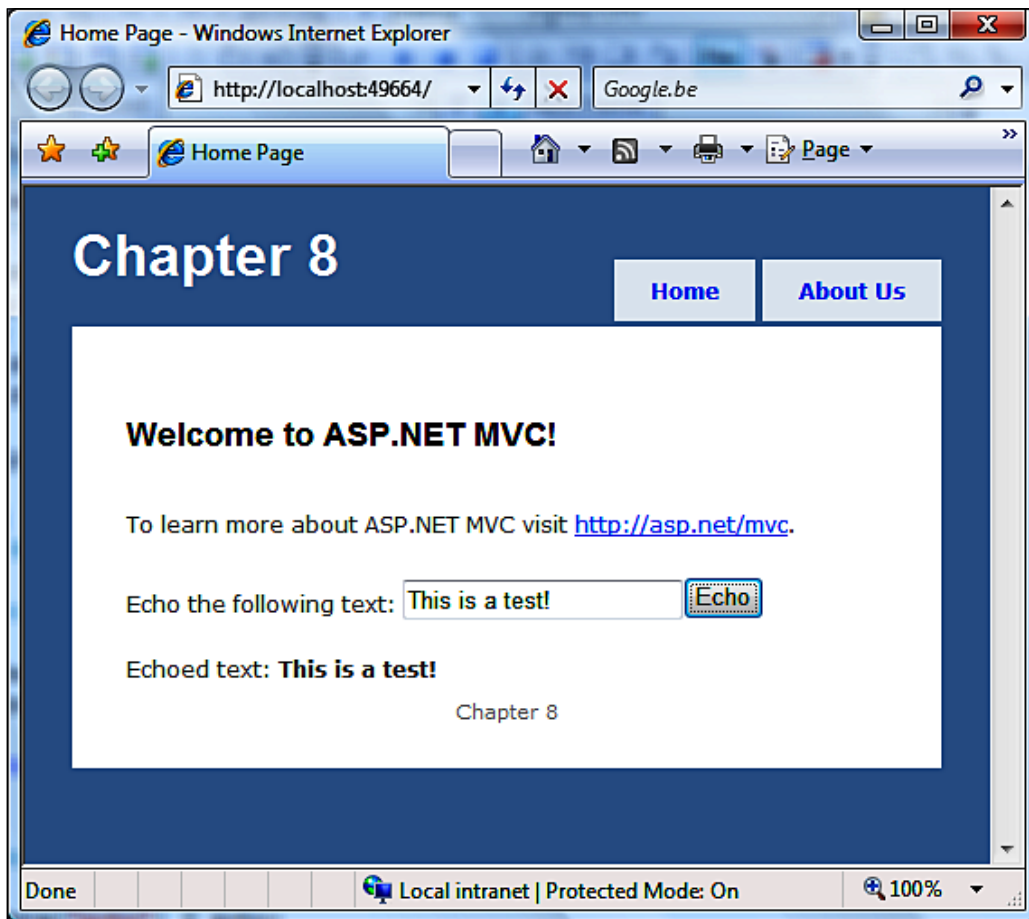 Home Page - Windows Internet Explorer
http://localhost:49664/
Google.be
Home Page
Page
»
Chapter 8
Home
About Us
Welcome to ASP.NET MVC!
To learn more about ASP.NET MVC visit http://asp.net/mvc.
Echo the following text: This is a test! Echo
Echoed text: This is a test!
Chapter 8
Done
Local intranet | Protected Mode: On
100%